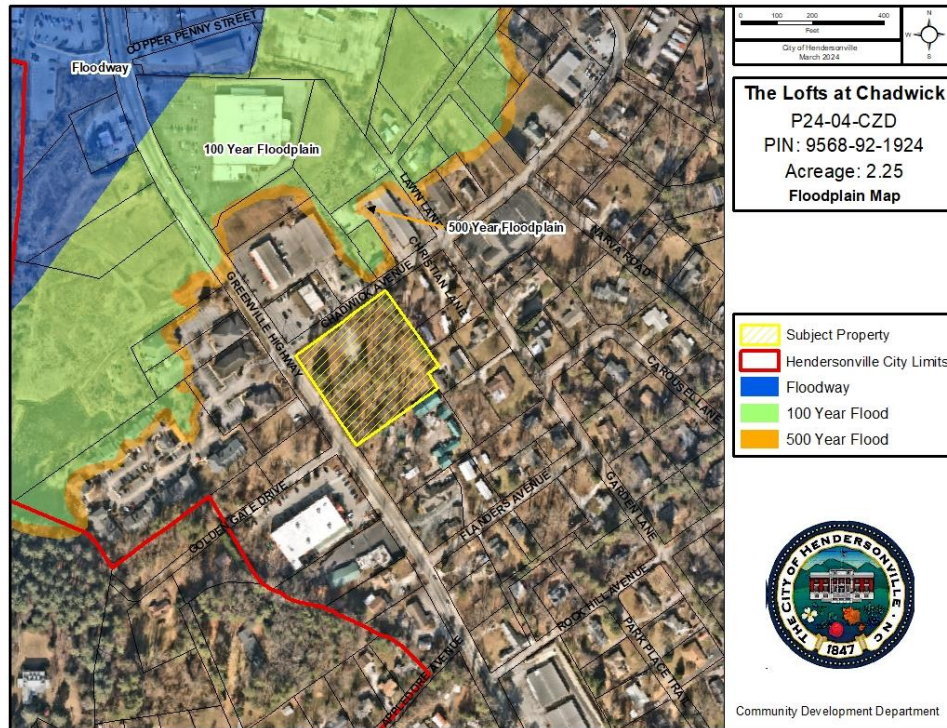 COPPER PENNY STREET
Floodway
100 Year Floodplain
LAWN LANE
500 Year Floodplain
CHRISTIAN LANE
NARVA ROAD
GREENVILLE HIGHWAY
CHADWICK AVENUE
CAROUSEL LANE
GOLDEN GATE DRIVE
FLANDERS AVENUE
GARDEN LANE
ROCK HILL AVENUE
PARK PLACE TRA
APPLEDORE AVENUE
0 100 200 400
Feet
City of Hendersonville
March 2024
N
W
S
The Lofts at Chadwick
P24-04-CZD
PIN: 9568-92-1924
Acreage: 2.25
Floodplain Map
Subject Property
Hendersonville City Limits
Floodway
100 Year Flood
500 Year Flood
THE CITY OF HENDERSONVILLE, NC
1847
Community Development Department